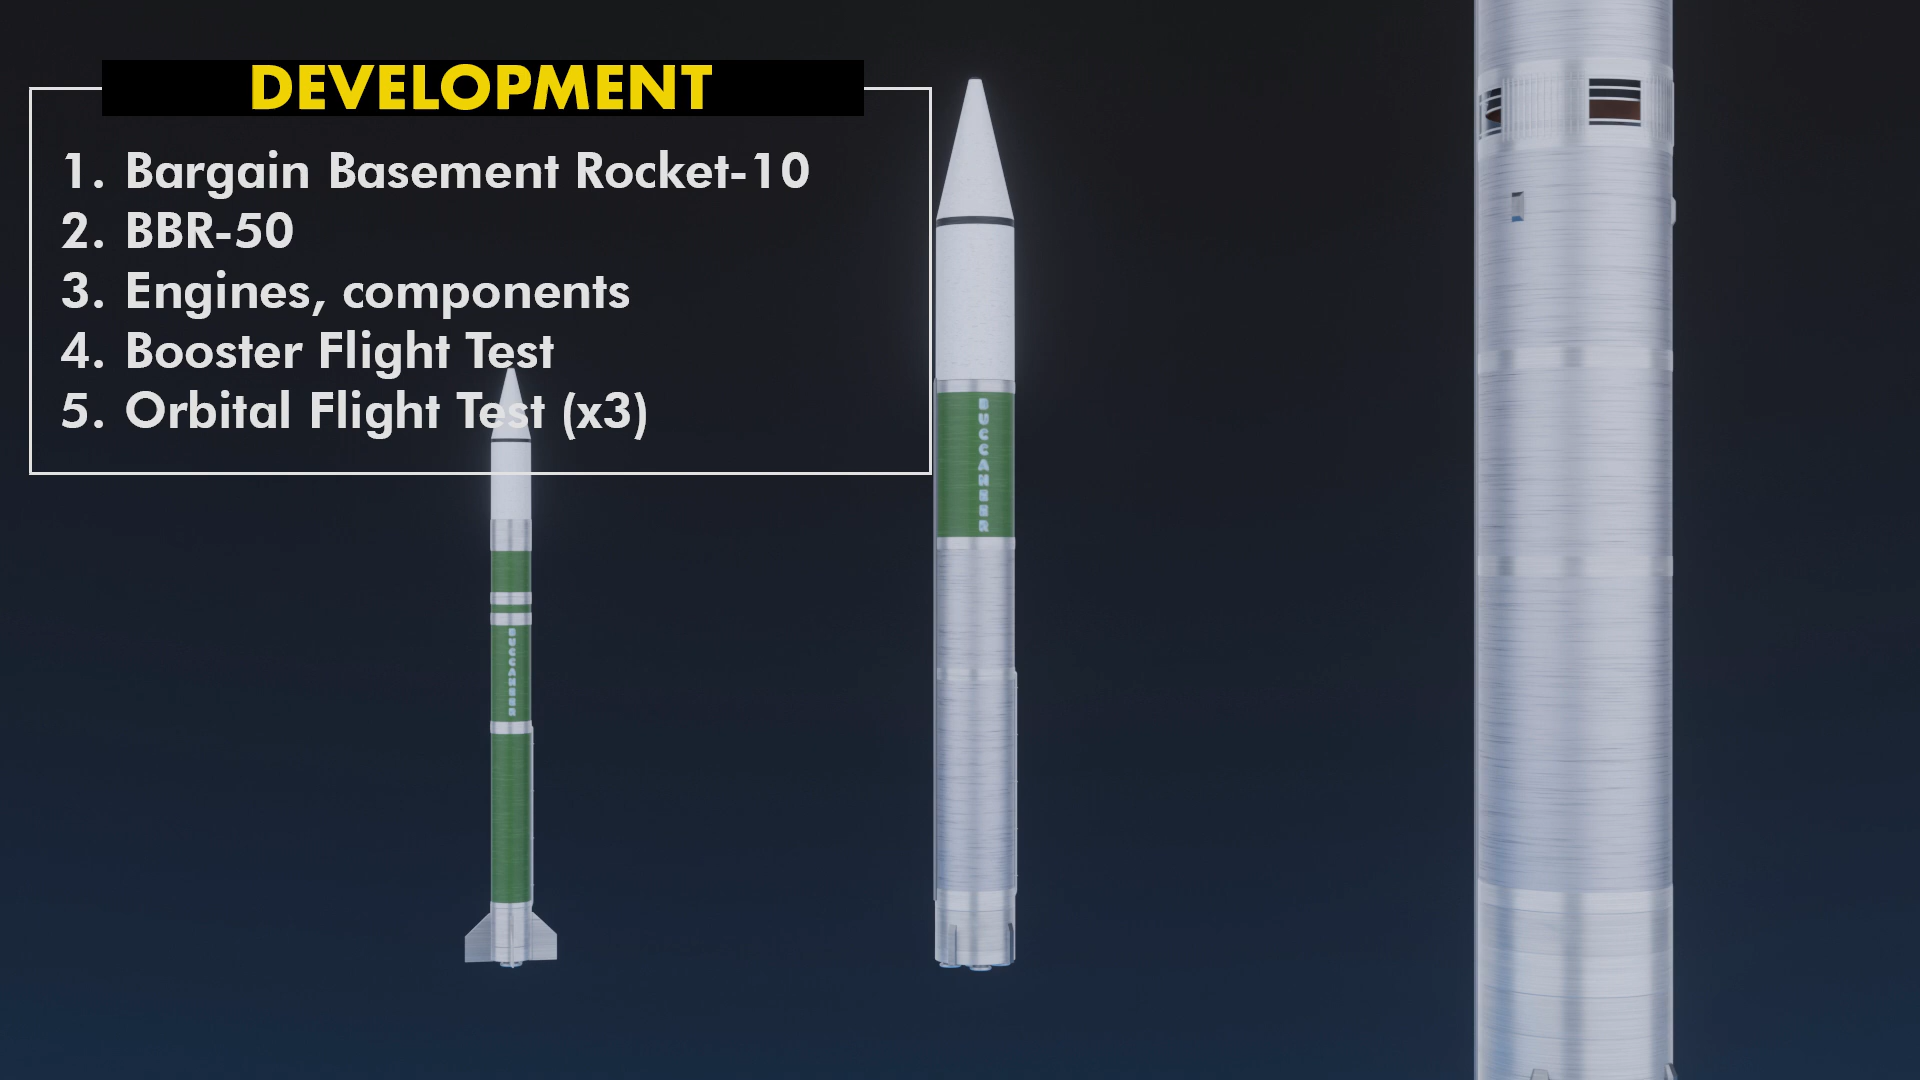 DEVELOPMENT
1. Bargain Basement Rocket-10
2. BBR-50
3. Engines, components
4. Booster Flight Test
5. Orbital Flight Test (x3)
BUCCANEER
BUCCANEER